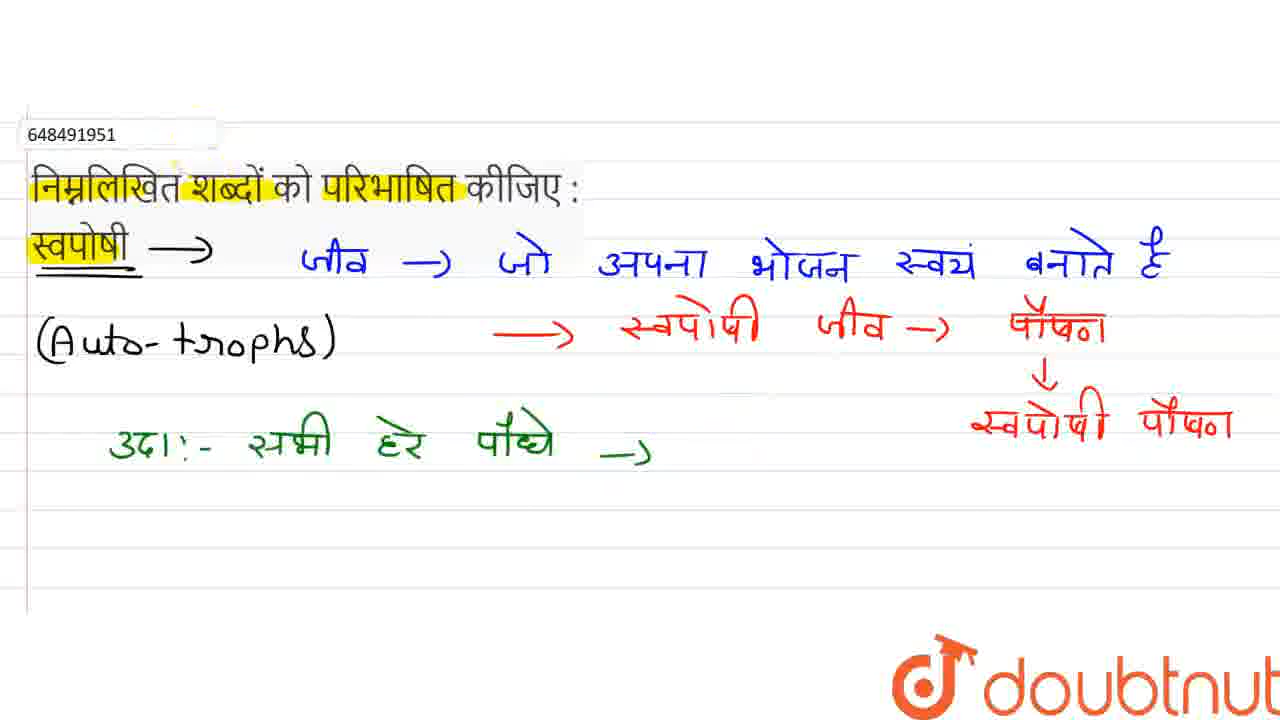 648491951
निम्नलिखित शब्दों को परिभाषित कीजिए :
स्वपोषी → जीव → जो अपना भोजन स्वयं बनाते है
(Auto-trophs) → स्वपोषी जीव → पोषण
↓
स्वपोषी पोषण
उदा:- सभी हरे पौधे →
doubtnut